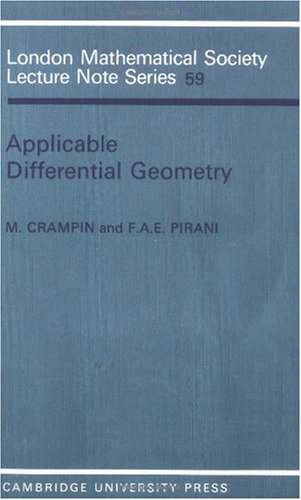 London Mathematical Society
Lecture Note Series 59
Applicable
Differential Geometry
M. CRAMPIN and F.A.E. PIRANI
CAMBRIDGE UNIVERSITY PRESS